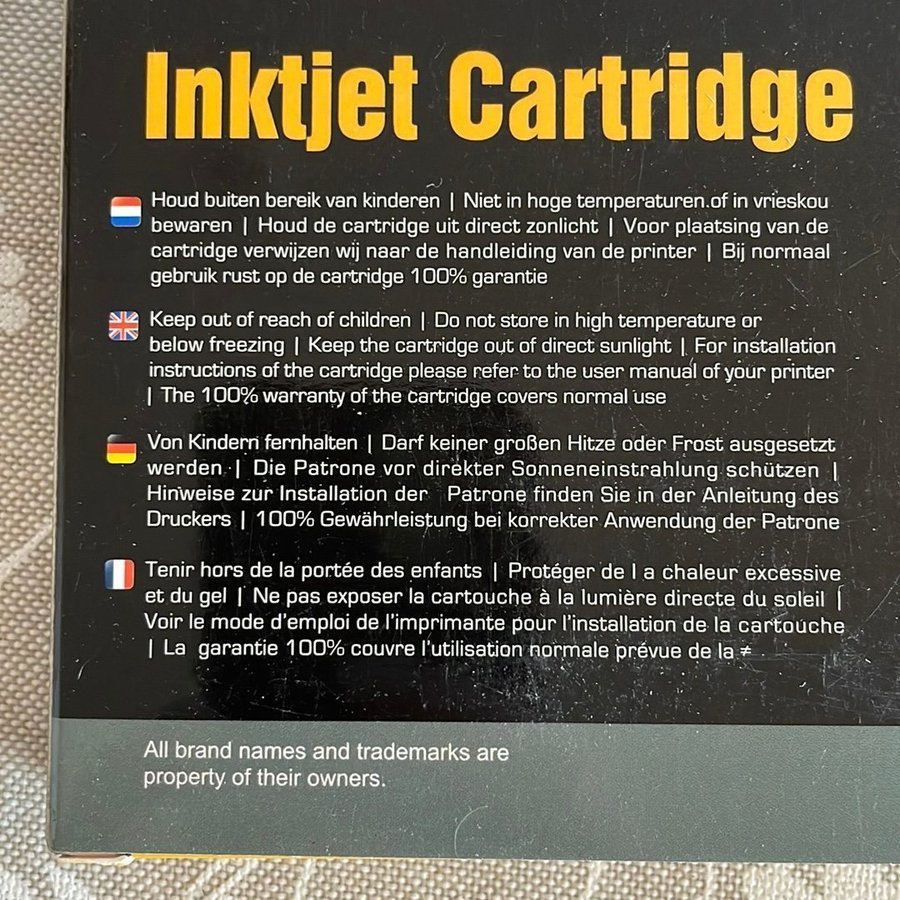 Inktjet Cartridge
Houd buiten bereik van kinderen | Niet in hoge temperaturen.of in vrieskou
bewaren | Houd de cartridge uit direct zonlicht | Voor plaatsing van de
cartridge verwijzen wij naar de handleiding van de printer | Bij normaal
gebruik rust op de cartridge 100% garantie
Keep out of reach of children | Do not store in high temperature or
below freezing | Keep the cartridge out of direct sunlight | For installation
instructions of the cartridge please refer to the user manual of your printer
| The 100% warranty of the cartridge covers normal use
Von Kindern fernhalten | Darf keiner großen Hitze oder Frost ausgesetzt
werden | Die Patrone vor direkter Sonneneinstrahlung schützen |
Hinweise zur Installation der Patrone finden Sie in der Anleitung des
Druckers | 100% Gewährleistung bei korrekter Anwendung der Patrone
Tenir hors de la portée des enfants | Protéger de l a chaleur excessive
et du gel | Ne pas exposer la cartouche à la lumière directe du soleil |
Voir le mode d'emploi de l'imprimante pour l'installation de la cartouche
| La garantie 100% couvre l'utilisation normale prévue de la ≠
All brand names and trademarks are
property of their owners.